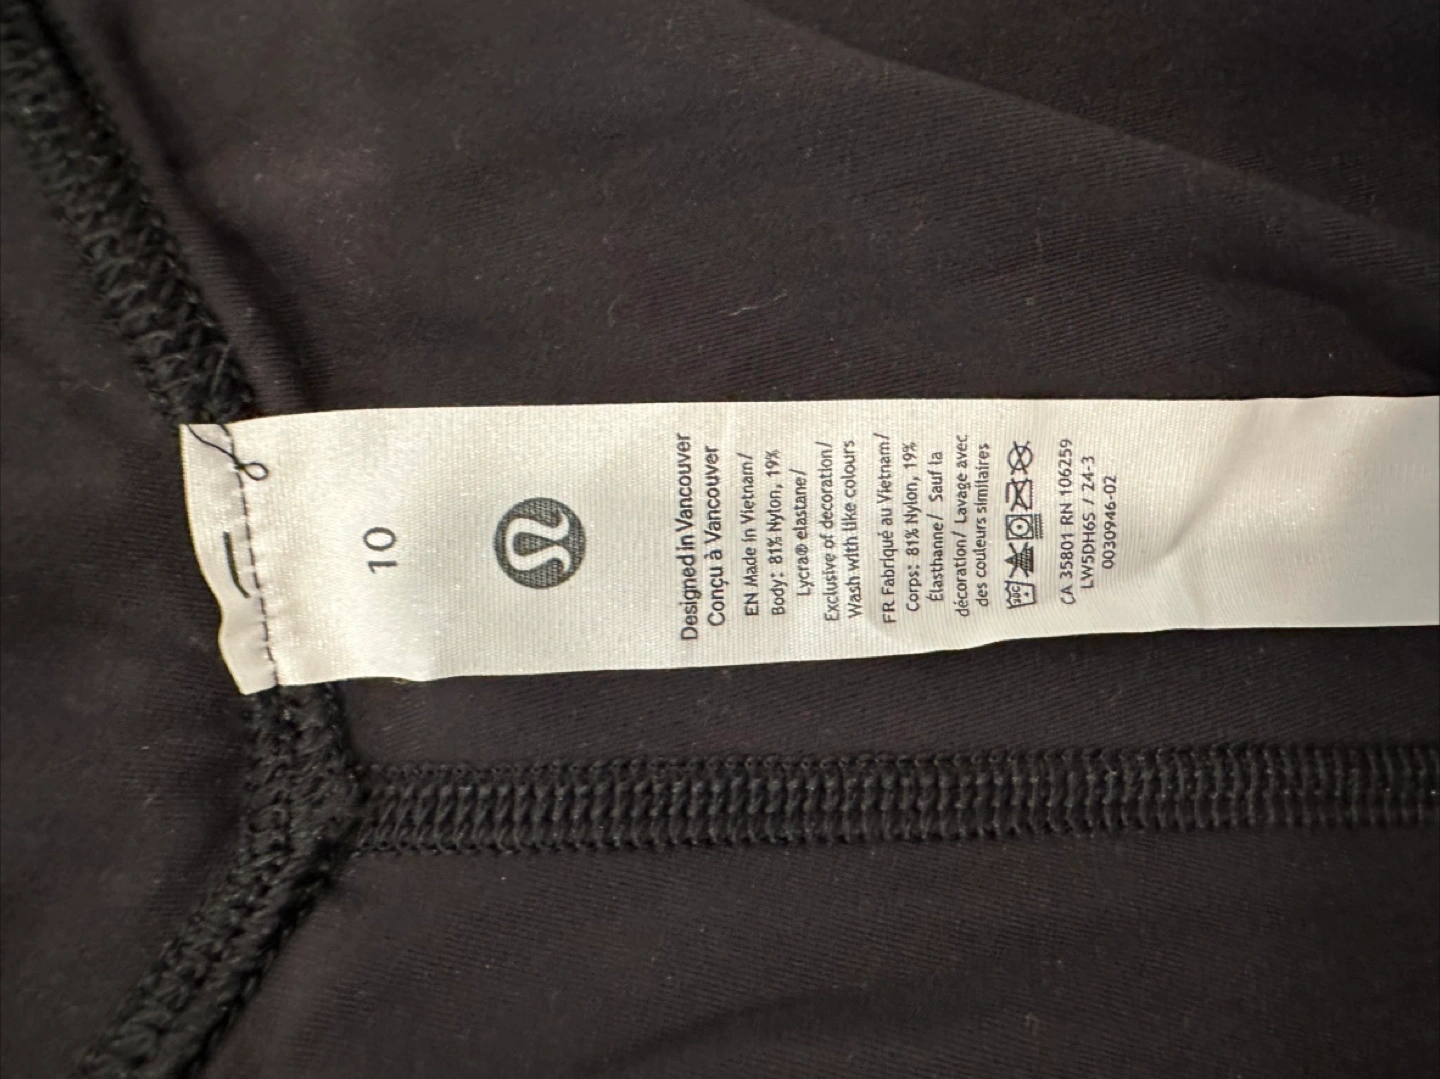 10
Designed in Vancouver
Conçu à Vancouver
EN Made in Vietnam/
Body: 81% Nylon, 19%
Lycra® elastane/
Exclusive of decoration/
Wash with like colours
FR Fabriqué au Vietnam/
Corps: 81% Nylon, 19%
Élasthanne/ Sauf la
décoration/ Lavage avec
des couleurs similaires
CA 35801 RN 106259
LW5DH6S / 24-3
0030946-02